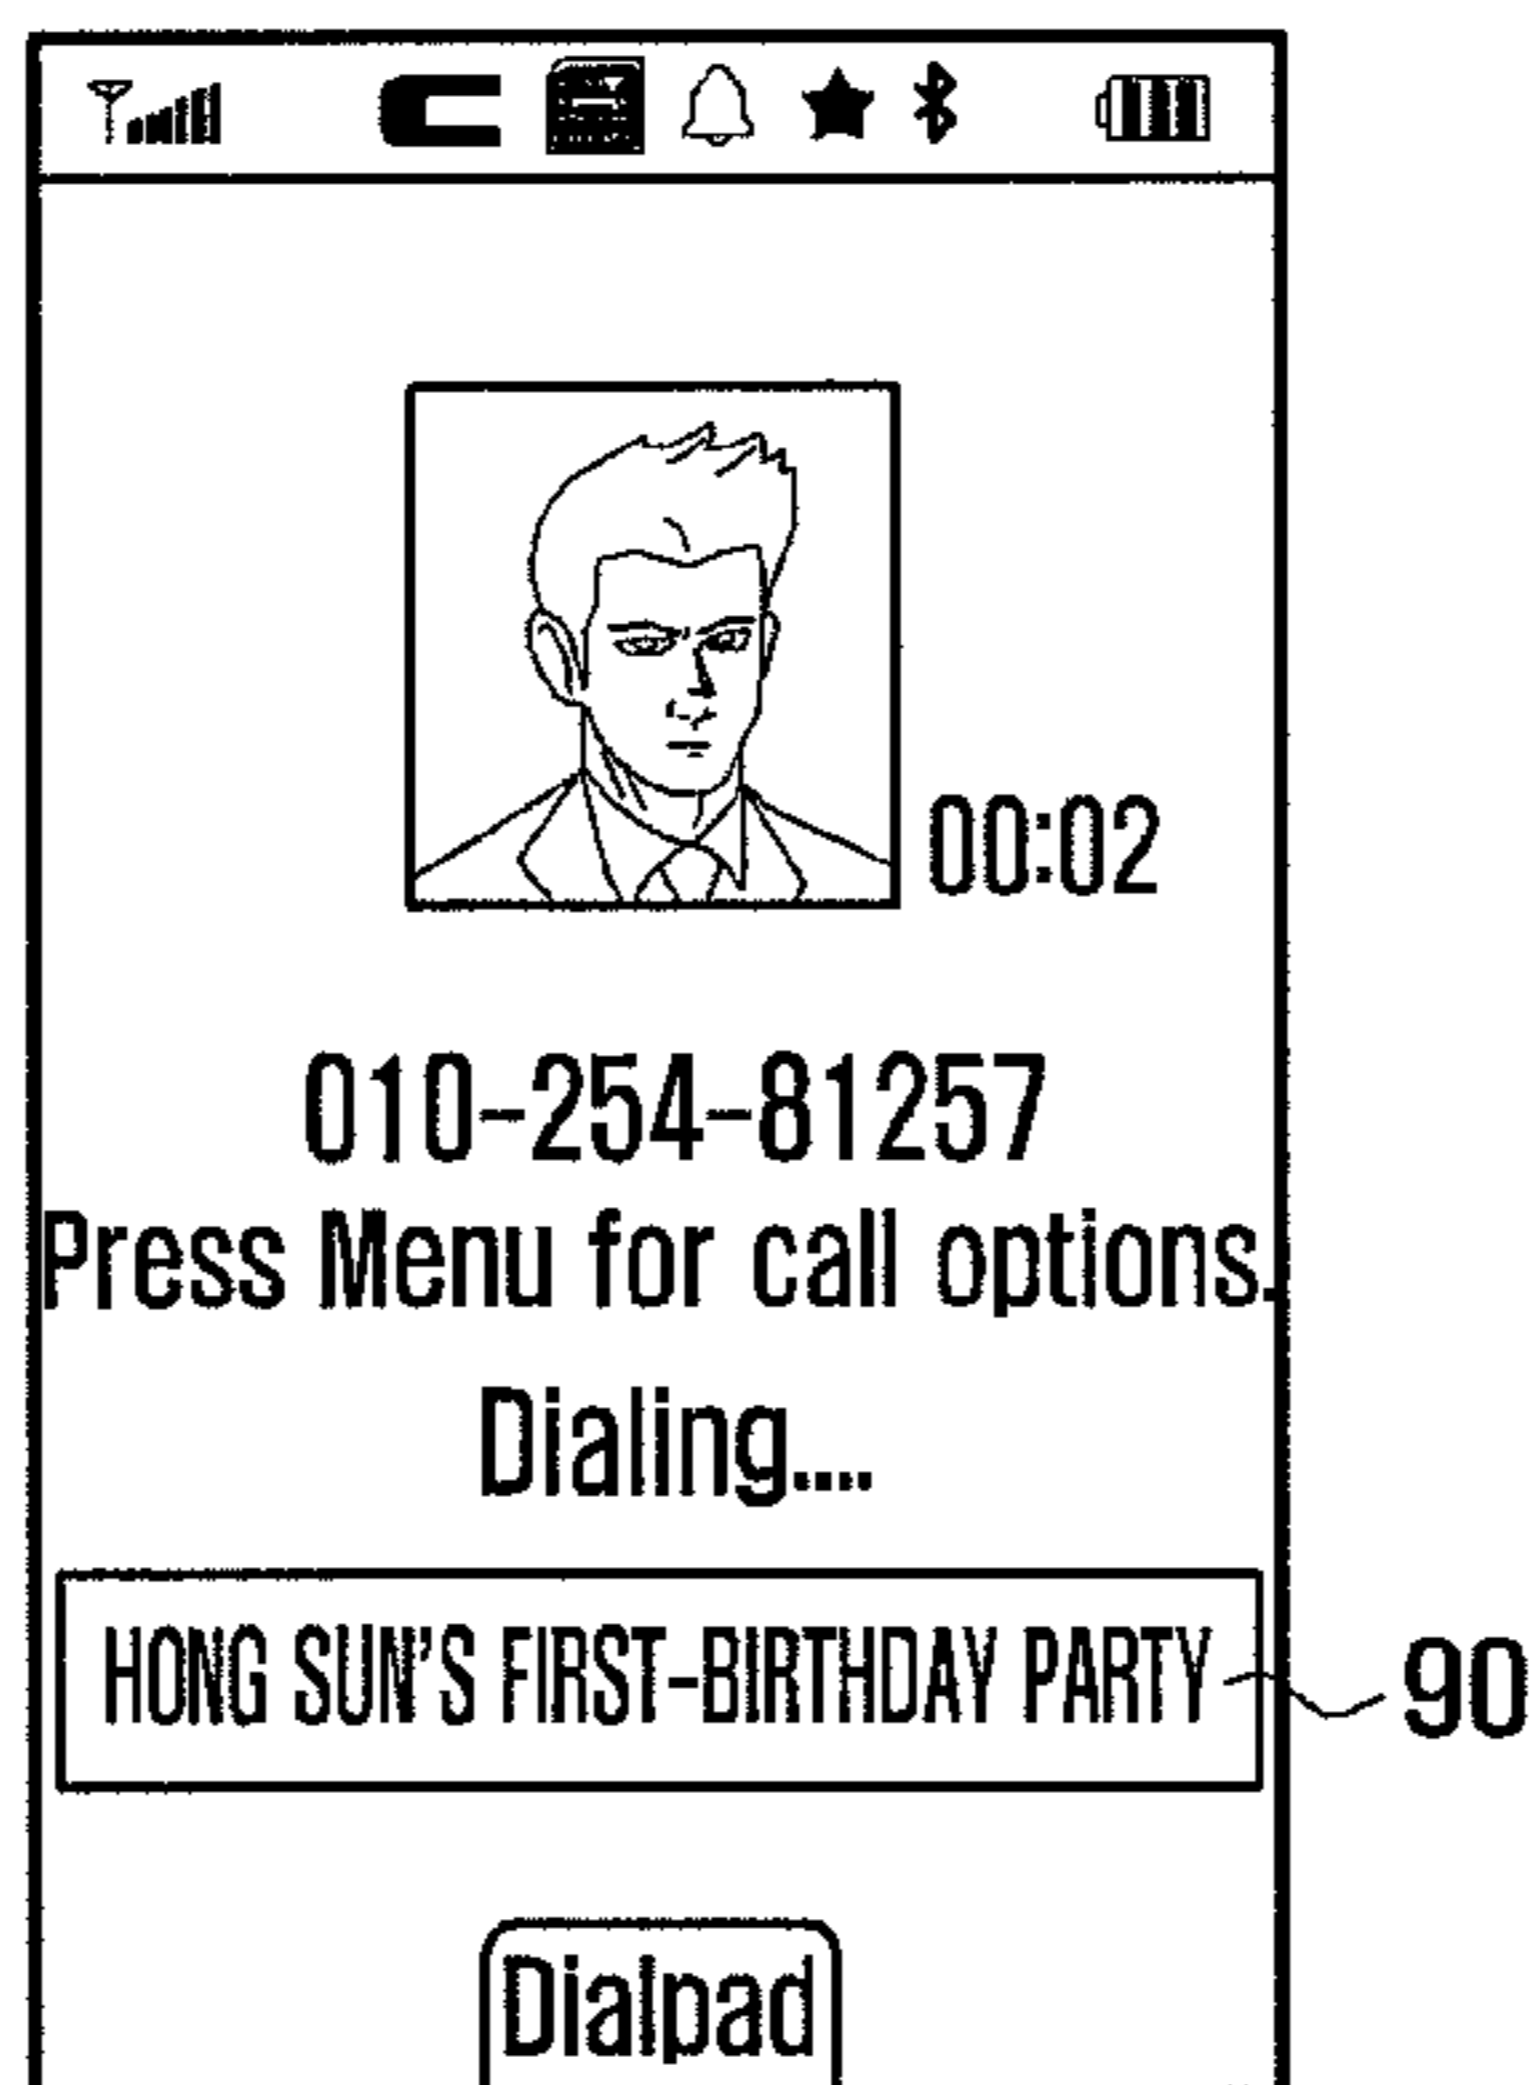 00:02
010-254-81257
Press Menu for call options.
Dialing....
HONG SUN'S FIRST-BIRTHDAY PARTY
90
Dialpad